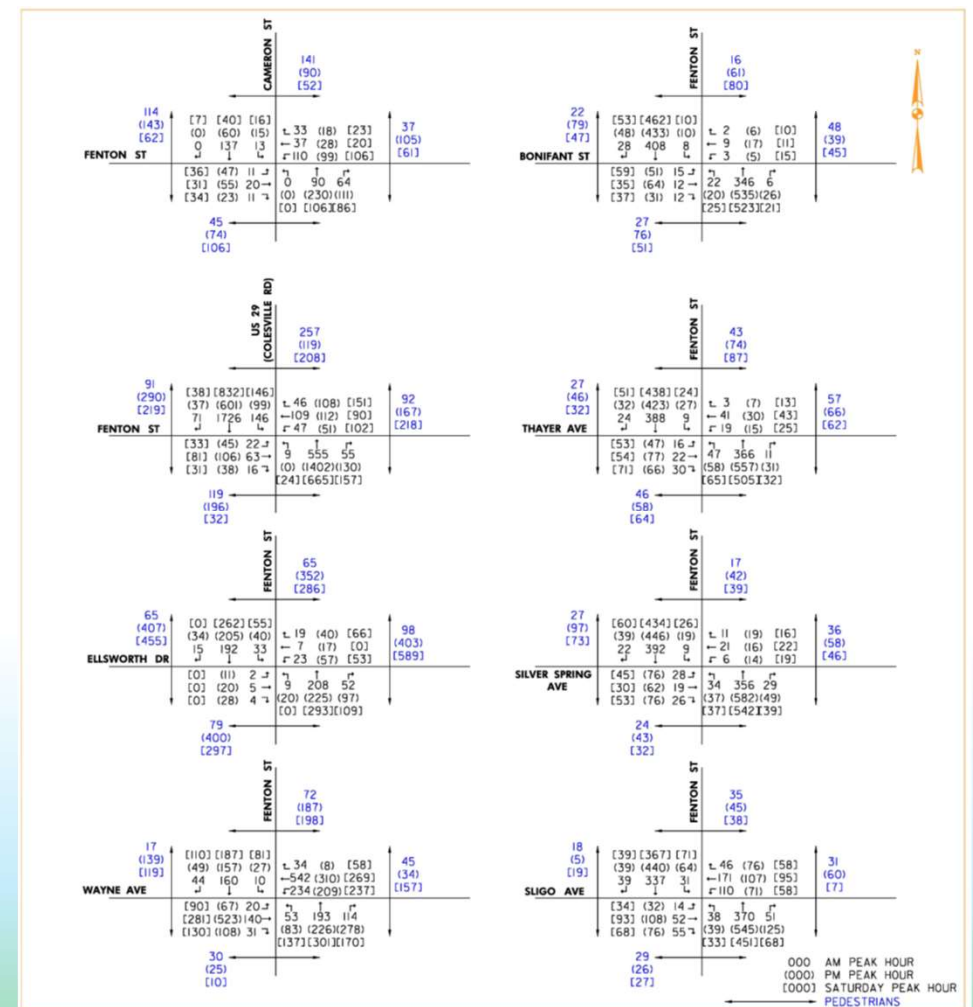 CAMERON ST
141
(90)
[52]
114
(143)
[62]
[7] [40] [16]
(0) (60) (15)
0 137 13
33 (18) [23]
37 (28) [20]
110 (99) [106]
37
(105)
[61]
FENTON ST
[36] (47) 11
[31] (55) 20
[34] (23) 11
0 90 64
(0) (230)(111)
[0] [106][86]
45
(74)
[106]
FENTON ST
16
(61)
[80]
22
(79)
[47]
[53] [462] [10]
(48) (433) (10)
28 408 8
2 (6) [10]
9 (17) [11]
3 (5) [15]
48
(39)
[45]
BONIFANT ST
[59] (51) 15
[35] (64) 12
[37] (31) 12
22 346 6
(20) (535)(26)
[25][523][21]
27
76)
[51]
US 29
(COLESVILLE RD)
257
(119)
[208]
91
(290)
[219]
[38] [832][146]
(37) (601) (99)
71 1726 146
46 (108) [151]
109 (112) [90]
47 (51) [102]
92
(167)
[218]
FENTON ST
[33] (45) 22
[81] (106) 63
[31] (38) 16
9 555 55
(0) (1402)(130)
[24][665][157]
119
(196)
[32]
FENTON ST
43
(74)
[87]
27
(46)
[32]
[51] [438] [24]
(32) (423) (27)
24 388 9
3 (7) [13]
41 (30) [43]
19 (15) [25]
57
(66)
[62]
THAYER AVE
[53] (47) 16
[54] (77) 22
[71] (66) 30
47 366 11
(58) (557)(31)
[65][505][32]
46
(58)
[64]
FENTON ST
65
(352)
[286]
65
(407)
[455]
[0] [262][55]
(34) (205) (40)
15 192 33
19 (40) [66]
7 (17) [0]
23 (57) [53]
98
(403)
[589]
ELLSWORTH DR
[0] (11) 2
[0] (20) 5
[0] (28) 4
9 208 52
(20) (225) (97)
[0] [293][109]
79
(400)
[297]
FENTON ST
17
(42)
[39]
27
(97)
[73]
[60] [434] [26]
(39) (446) (19)
22 392 9
11 (19) [16]
21 (16) [22]
6 (14) [19]
36
(58)
[46]
SILVER SPRING
AVE
[45] (76) 28
[30] (62) 19
[53] (76) 26
34 356 29
(37) (582)(49)
[37][542][39]
24
(43)
[32]
FENTON ST
72
(187)
[198]
17
(139)
[119]
[110] [187] [81]
(49) (157) (27)
44 160 10
34 (8) [58]
542 (310) [269]
234 (209) [237]
45
(34)
[157]
WAYNE AVE
[90] (67) 20
[281] (523) 140
[130] (108) 31
53 193 114
(83) (226)(278)
[137][301][170]
30
(25)
[10]
FENTON ST
35
(45)
[38]
18
(5)
[19]
[39] [367] [71]
(39) (440) (64)
39 337 31
46 (76) [58]
171 (107) [95]
110 (71) [58]
31
(60)
[7]
SLIGO AVE
[34] (32) 14
[93] (108) 52
[68] (76) 55
38 370 51
(39) (545)(125)
[33] [451][68]
29
(26)
[27]
N
000 AM PEAK HOUR
(000) PM PEAK HOUR
[000] SATURDAY PEAK HOUR
PEDESTRIANS